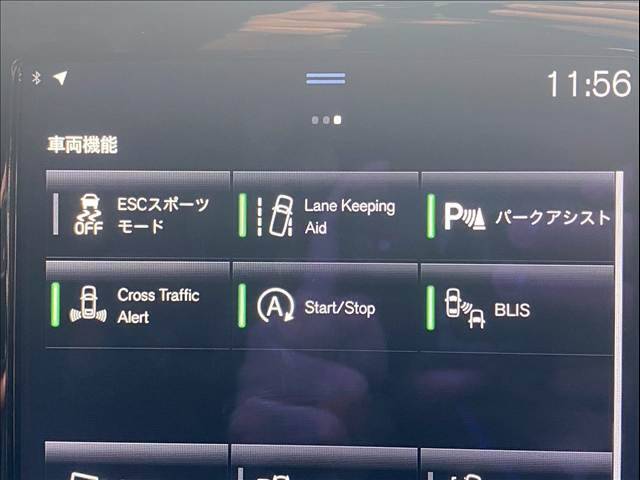 11:56
車両機能
ESCスポーツ
モード
OFF
Lane Keeping
Aid
P
パークアシスト
Cross Traffic
Alert
A
Start/Stop
BLIS